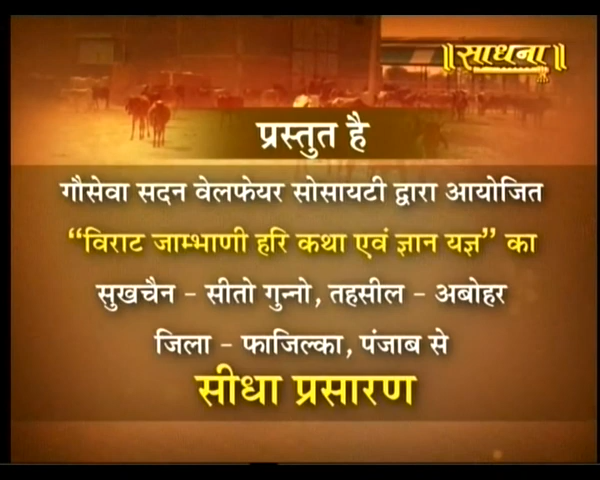 ॥साधना॥
प्रस्तुत है
गौसेवा सदन वेलफेयर सोसायटी द्वारा आयोजित
“विराट जाम्भाणी हरि कथा एवं ज्ञान यज्ञ” का
सुखचैन - सीतो गुन्नो, तहसील - अबोहर
जिला - फाजिल्का, पंजाब से
सीधा प्रसारण